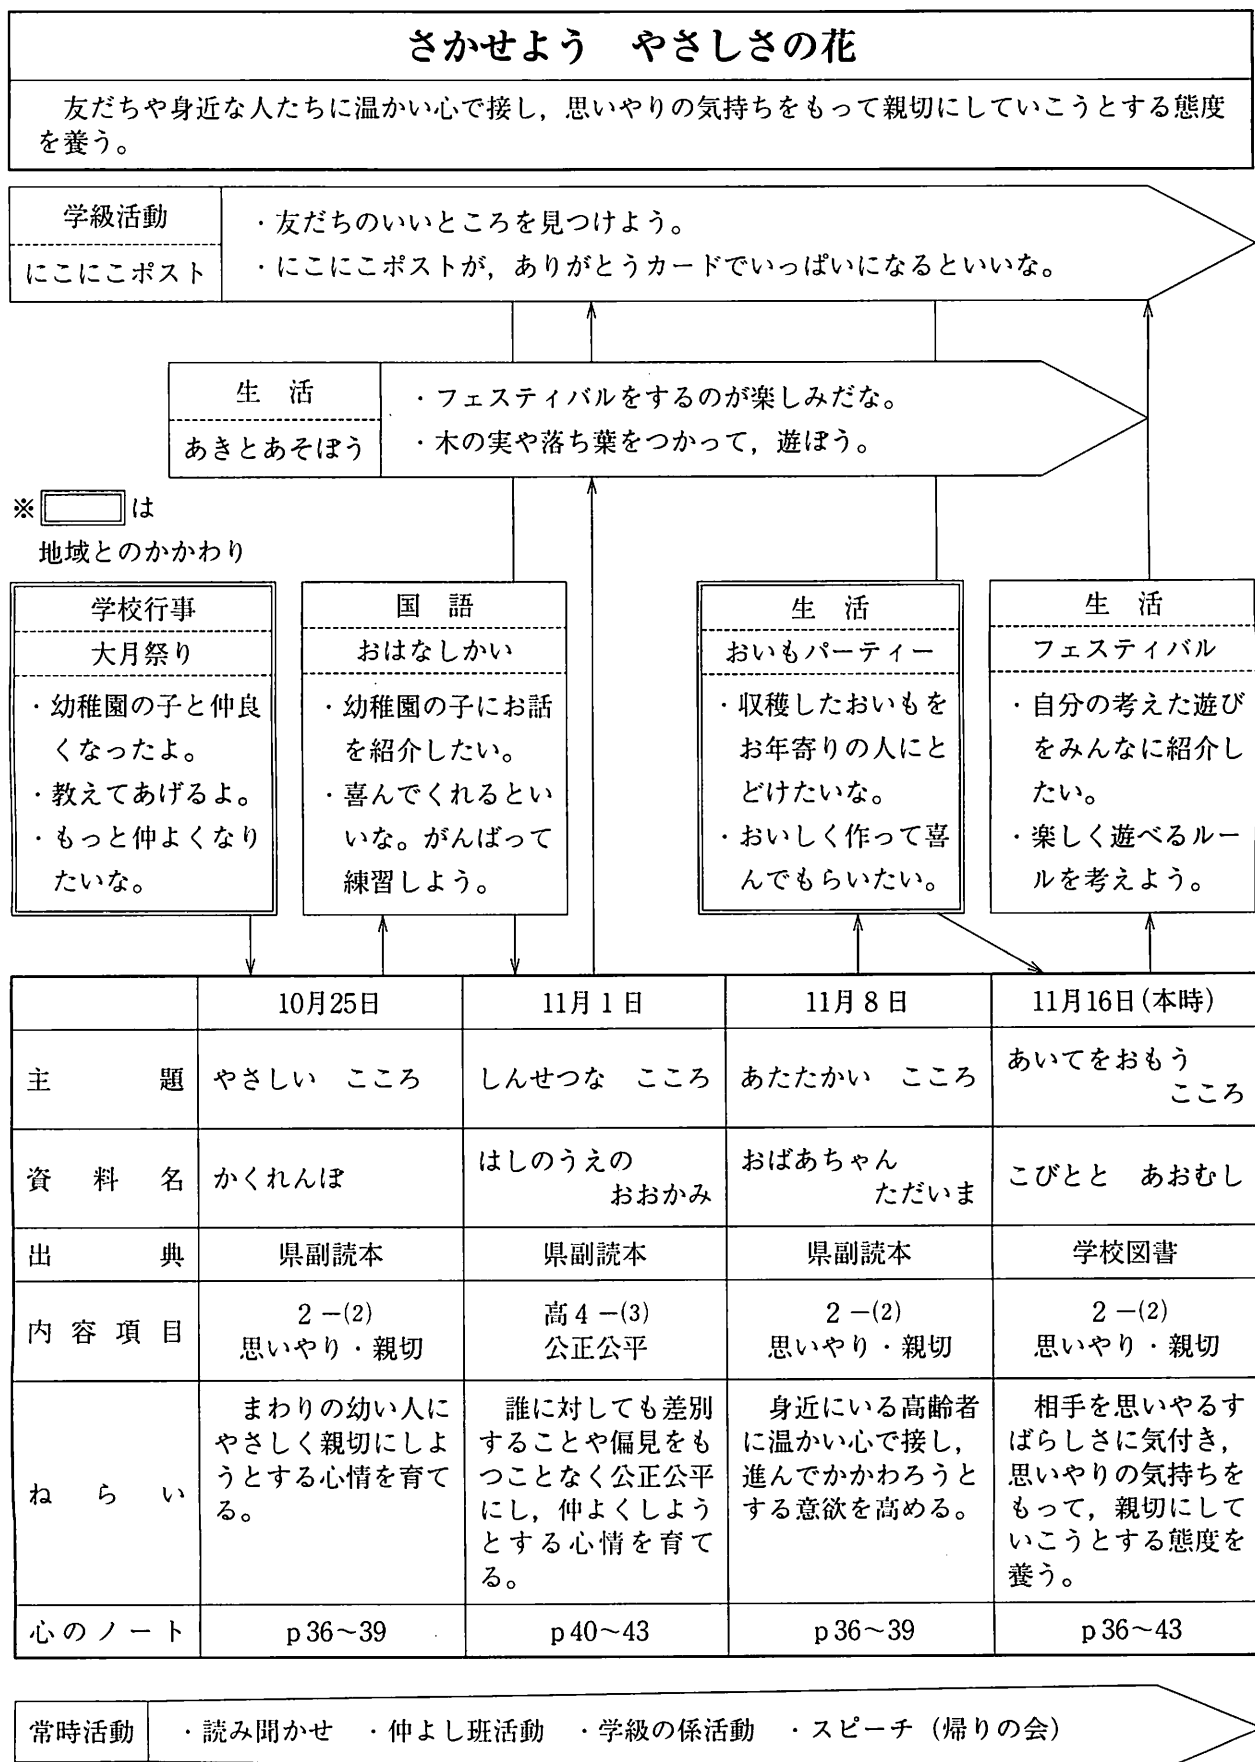 さかせよう　やさしさの花
友だちや身近な人たちに温かい心で接し，思いやりの気持ちをもって親切にしていこうとする態度
を養う。
学級活動
にこにこポスト
・友だちのいいところを見つけよう。
・にこにこポストが，ありがとうカードでいっぱいになるといいな。
生　活
あきとあそぼう
・フェスティバルをするのが楽しみだな。
・木の実や落ち葉をつかって，遊ぼう。
※　　　は
地域とのかかわり
学校行事
大月祭り
・幼稚園の子と仲良
くなったよ。
・教えてあげるよ。
・もっと仲よくなり
たいな。
国　語
おはなしかい
・幼稚園の子にお話
を紹介したい。
・喜んでくれるとい
いな。がんばって
練習しよう。
生　活
おいもパーティー
・収穫したおいもを
お年寄りの人にと
どけたいな。
・おいしく作って喜
んでもらいたい。
生　活
フェスティバル
・自分の考えた遊び
をみんなに紹介し
たい。
・楽しく遊べるルー
ルを考えよう。
10月25日　11月1日　11月8日　11月16日(本時)
主題
やさしい　こころ
しんせつな　こころ
あたたかい　こころ
あいてをおもう
こころ
資料名
かくれんぼ
はしのうえの
おおかみ
おばあちゃん
ただいま
こびとと　あおむし
出典　県副読本　県副読本　県副読本　学校図書
内容項目
2－(2)
思いやり・親切
高4－(3)
公正公平
2－(2)
思いやり・親切
2－(2)
思いやり・親切
ねらい
まわりの幼い人に
やさしく親切にしよ
うとする心情を育て
る。
誰に対しても差別
することや偏見をも
つことなく公正公平
にし，仲よくしよう
とする心情を育て
る。
身近にいる高齢者
に温かい心で接し，
進んでかかわろうと
する意欲を高める。
相手を思いやるす
ばらしさに気付き，
思いやりの気持ちを
もって，親切にして
いこうとする態度を
養う。
心のノート　p36～39　p40～43　p36～39　p36～43
常時活動　・読み聞かせ　・仲よし班活動　・学級の係活動　・スピーチ（帰りの会）